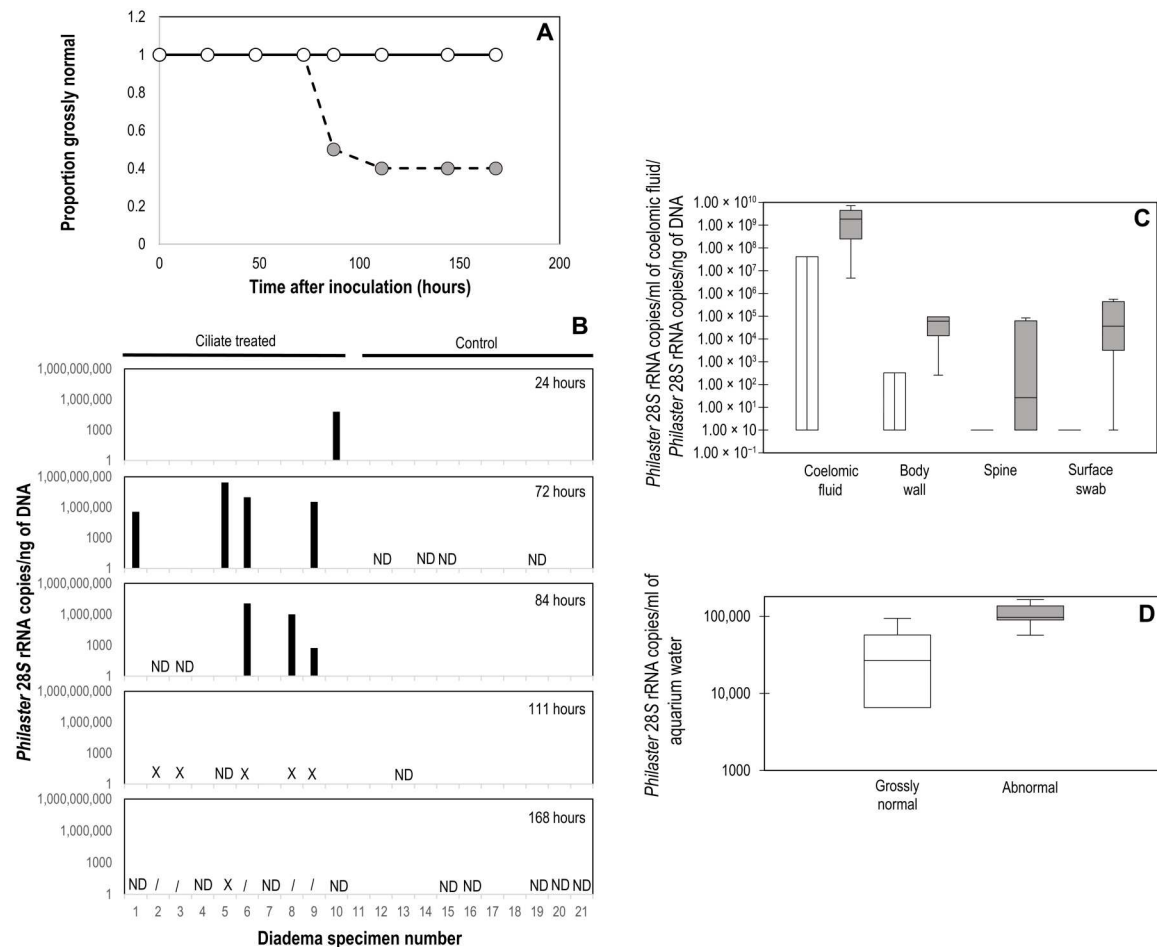 A
1.2
1
0.8
0.6
0.4
0.2
0
0
50
100
150
200
Proportion grossly normal
Time after inoculation (hours)
B
Ciliate treated
Control
Philaster 28S rRNA copies/ng of DNA
1,000,000,000
1,000,000
1000
1
24 hours
1,000,000,000
1,000,000
1000
1
72 hours
ND ND ND ND
1,000,000,000
1,000,000
1000
1
84 hours
ND ND
1,000,000,000
1,000,000
1000
1
111 hours
X X ND X X X ND
1,000,000,000
1,000,000
1000
1
168 hours
ND / / ND X / ND / / ND ND ND ND ND ND
1 2 3 4 5 6 7 8 9 10 11 12 13 14 15 16 17 18 19 20 21
Diadema specimen number
C
Philaster 28S rRNA copies/ml of coelomic fluid/
Philaster 28S rRNA copies/ng of DNA
1.00 × 10¹⁰
1.00 × 10⁹
1.00 × 10⁸
1.00 × 10⁷
1.00 × 10⁶
1.00 × 10⁵
1.00 × 10⁴
1.00 × 10³
1.00 × 10²
1.00 × 10¹
1.00 × 10
1.00 × 10⁻¹
Coelomic
fluid
Body
wall
Spine
Surface
swab
D
Philaster 28S rRNA copies/ml of
aquarium water
100,000
10,000
1000
Grossly
normal
Abnormal